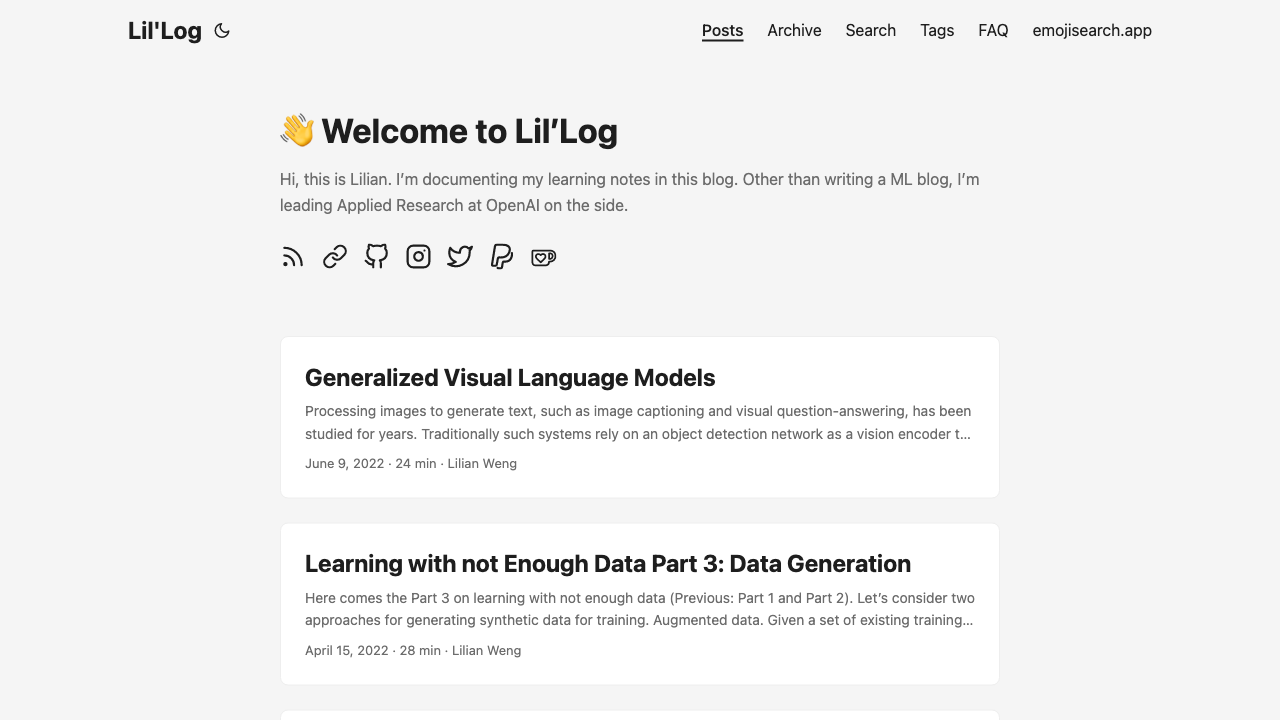 Lil'Log
Posts Archive Search Tags FAQ emojisearch.app
👋 Welcome to Lil’Log
Hi, this is Lilian. I’m documenting my learning notes in this blog. Other than writing a ML blog, I’m
leading Applied Research at OpenAI on the side.
Generalized Visual Language Models
Processing images to generate text, such as image captioning and visual question-answering, has been
studied for years. Traditionally such systems rely on an object detection network as a vision encoder t...
June 9, 2022 · 24 min · Lilian Weng
Learning with not Enough Data Part 3: Data Generation
Here comes the Part 3 on learning with not enough data (Previous: Part 1 and Part 2). Let’s consider two
approaches for generating synthetic data for training. Augmented data. Given a set of existing training...
April 15, 2022 · 28 min · Lilian Weng